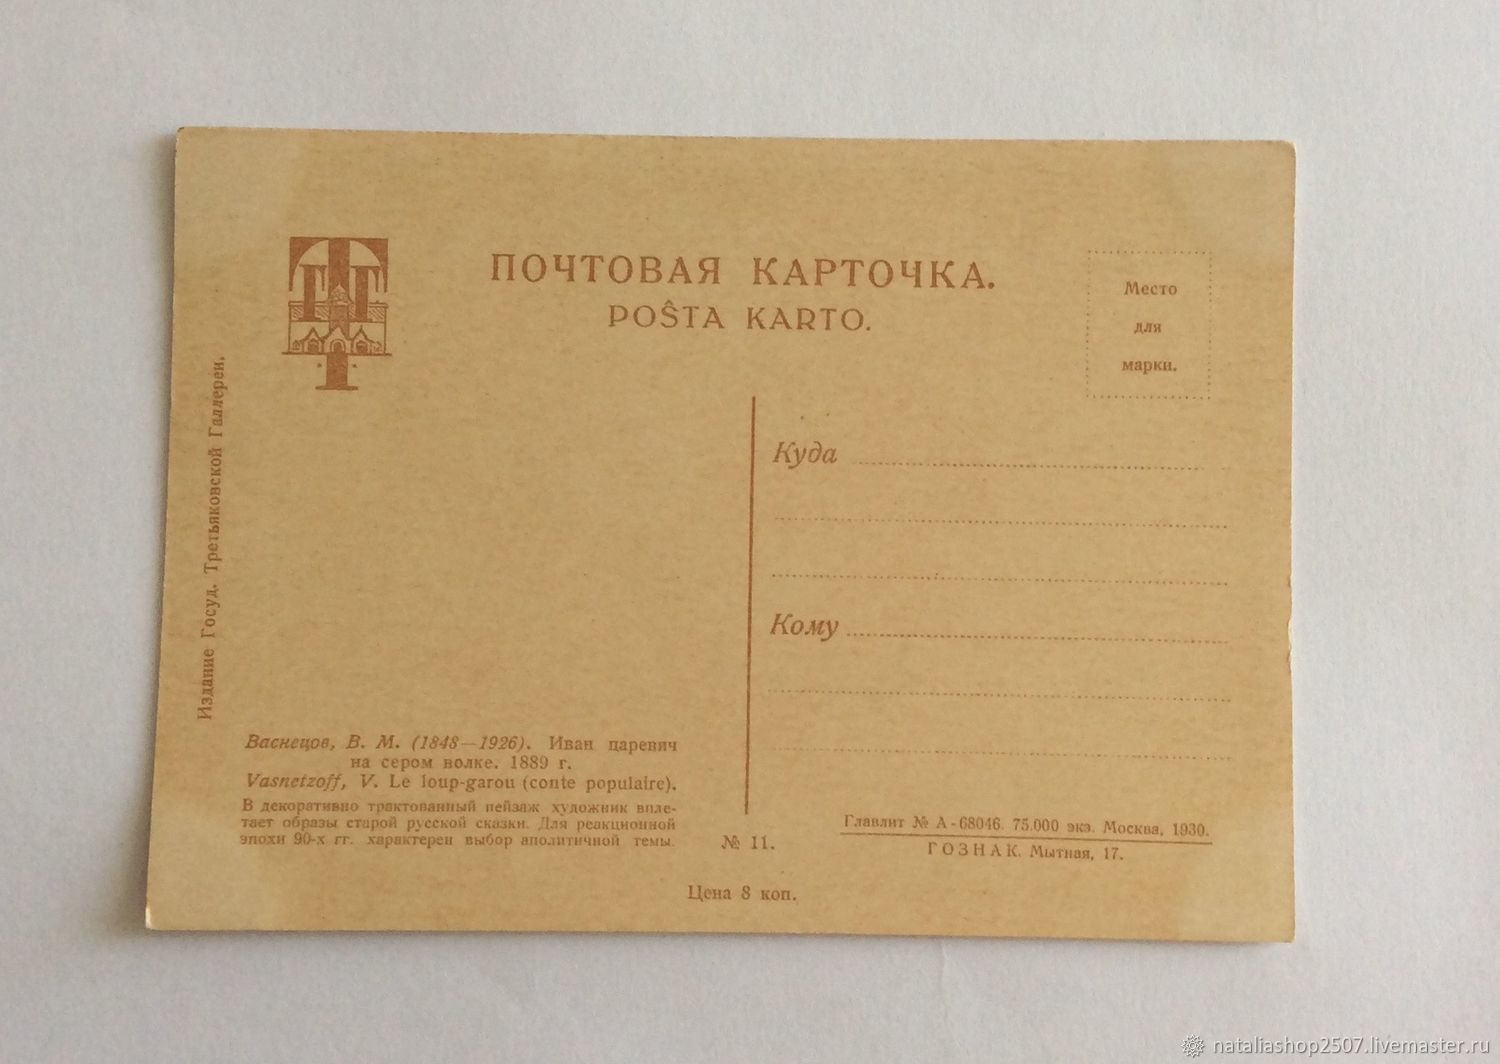 ПОЧТОВАЯ КАРТОЧКА.
POŜTA KARTO.
Место
для
марки.
ТГГ
Издание Госуд. Третьяковской Галлереи.
Куда
Кому
Васнецов, В. М. (1848—1926). Иван царевич
на сером волке. 1889 г.
Vasnetzoff, V. Le loup-garou (conte populaire).
В декоративно трактованный пейзаж художник впле-
тает образы старой русской сказки. Для реакционной
эпохи 90-х гг. характерен выбор аполитичной темы.
№ 11.
Главлит № А-68046. 75.000 экз. Москва, 1930.
ГОЗНАК. Мытная, 17.
Цена 8 коп.
nataliashop2507.livemaster.ru